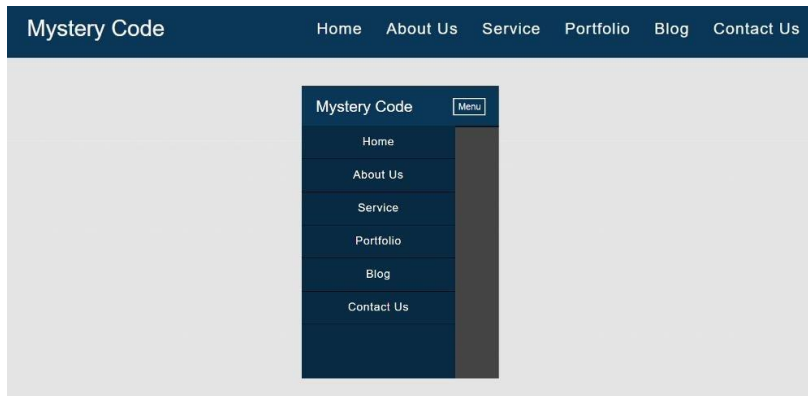 Mystery Code Home About Us Service Portfolio Blog Contact Us
Mystery Code Menu
Home
About Us
Service
Portfolio
Blog
Contact Us